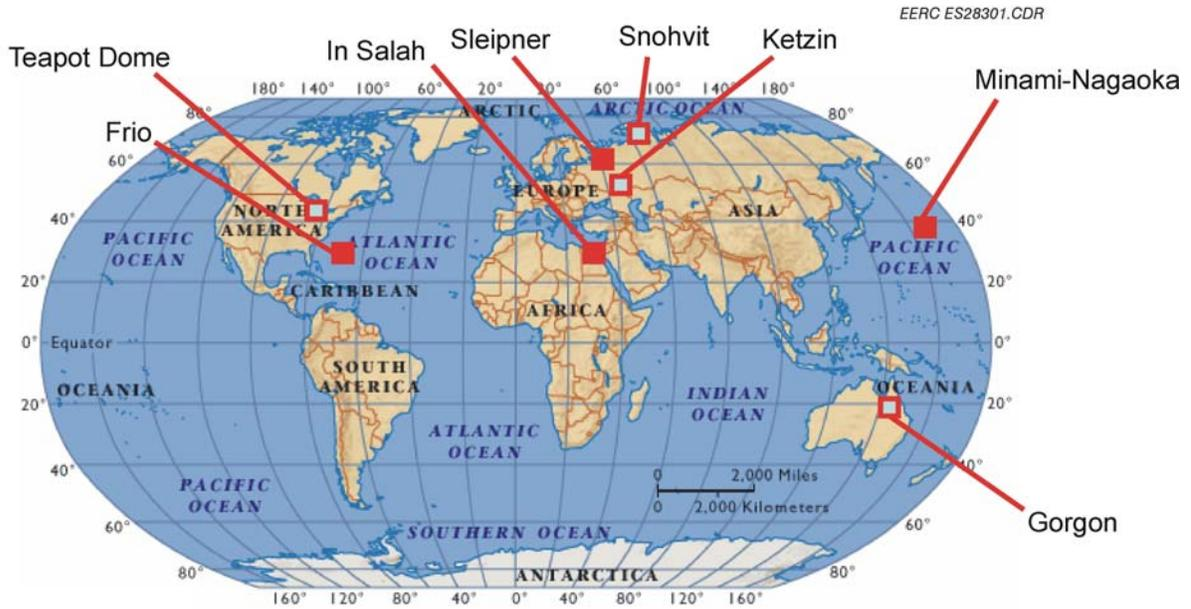 EERC ES28301.CDR
Teapot Dome
In Salah
Sleipner
Snohvit
Ketzin
Minami-Nagaoka
Frio
180° 140° 100° 60° 20° 20° 60° 100° 140° 180°
80° ARCTIC ARCTIC OCEAN 80°
60° 60°
EUROPE
NORTH AMERICA
ASIA
40° 40°
PACIFIC
OCEAN
ATLANTIC
OCEAN
PACIFIC
OCEAN
20° 20°
CARIBBEAN
AFRICA
0° Equator 0°
SOUTH
AMERICA
OCEANIA
INDIAN
OCEAN
OCEANIA
20° 20°
ATLANTIC
OCEAN
40° 40°
0 2,000 Miles
0 2,000 Kilometers
PACIFIC
OCEAN
Gorgon
60° 60°
SOUTHERN OCEAN
80° 80°
ANTARCTICA
160° 120° 80° 40° 0° 40° 80° 120° 160°